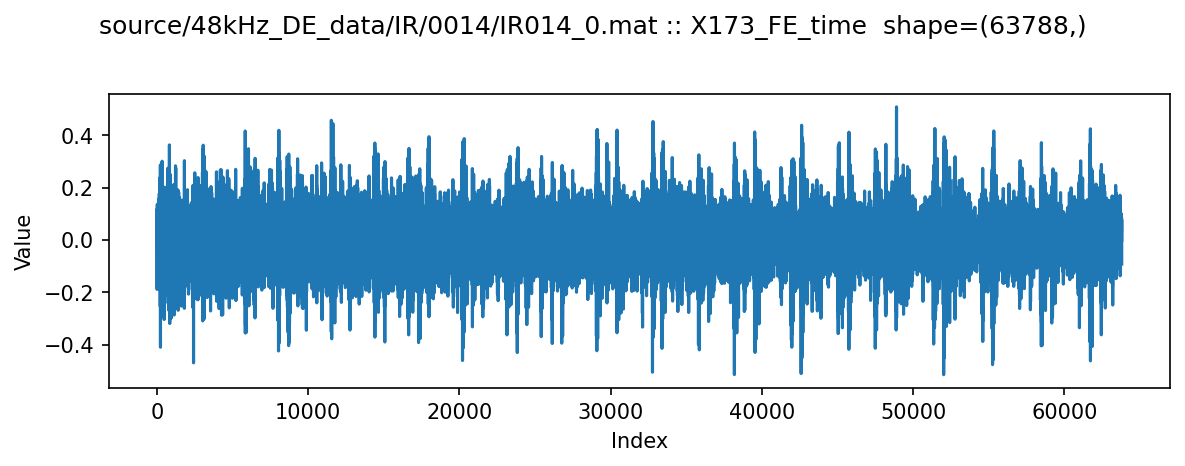 source/48kHz_DE_data/IR/0014/IR014_0.mat :: X173_FE_time  shape=(63788,)
Value
0.4
0.2
0.0
−0.2
−0.4
0 10000 20000 30000 40000 50000 60000
Index